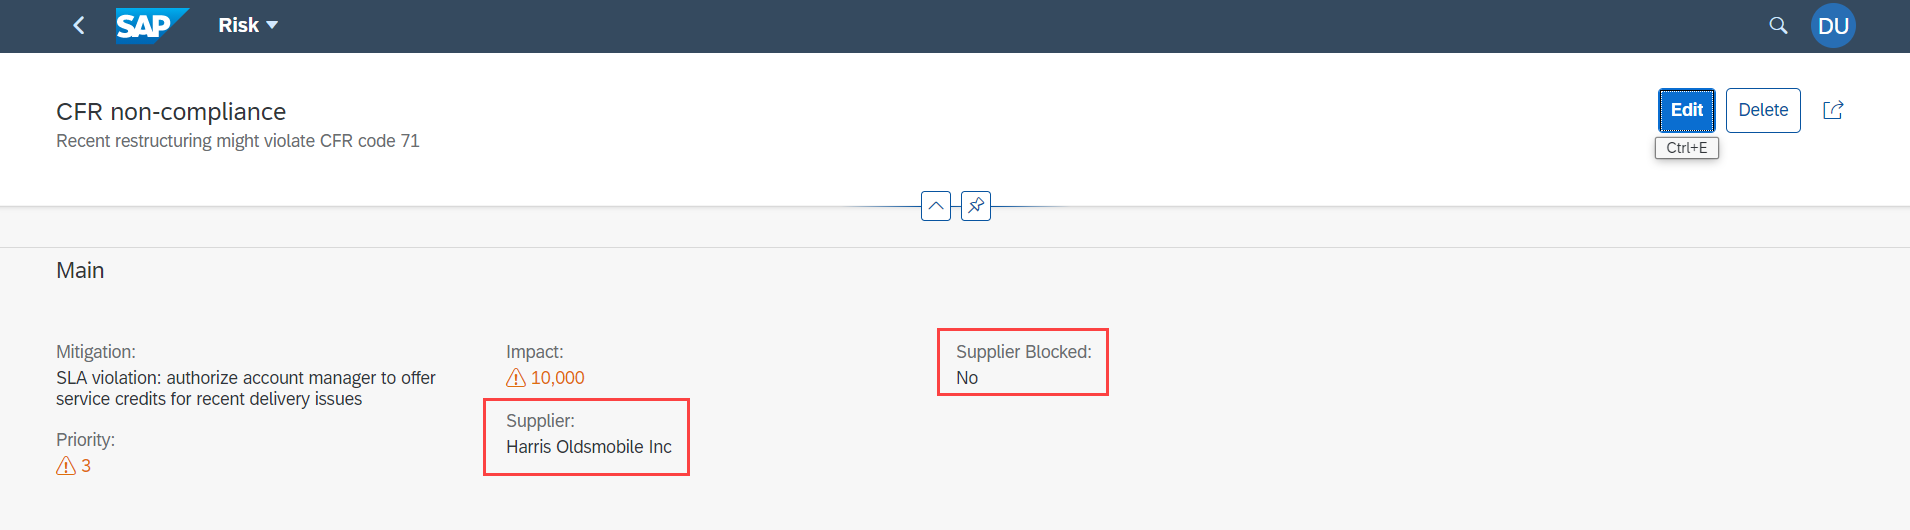 SAP
Risk
DU
CFR non-compliance
Recent restructuring might violate CFR code 71
Edit
Delete
Ctrl+E
Main
Mitigation:
SLA violation: authorize account manager to offer
service credits for recent delivery issues
Priority:
3
Impact:
10,000
Supplier:
Harris Oldsmobile Inc
Supplier Blocked:
No